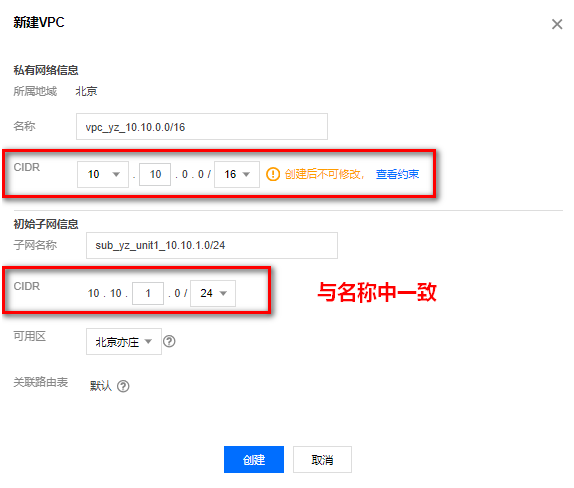 新建VPC
私有网络信息
所属地域 北京
名称 vpc_yz_10.10.0.0/16
CIDR 10 . 10 . 0 . 0 / 16 创建后不可修改， 查看约束
初始子网信息
子网名称 sub_yz_unit1_10.10.1.0/24
CIDR 10 . 10 . 1 . 0 / 24
与名称中一致
可用区 北京亦庄
关联路由表 默认
创建 取消